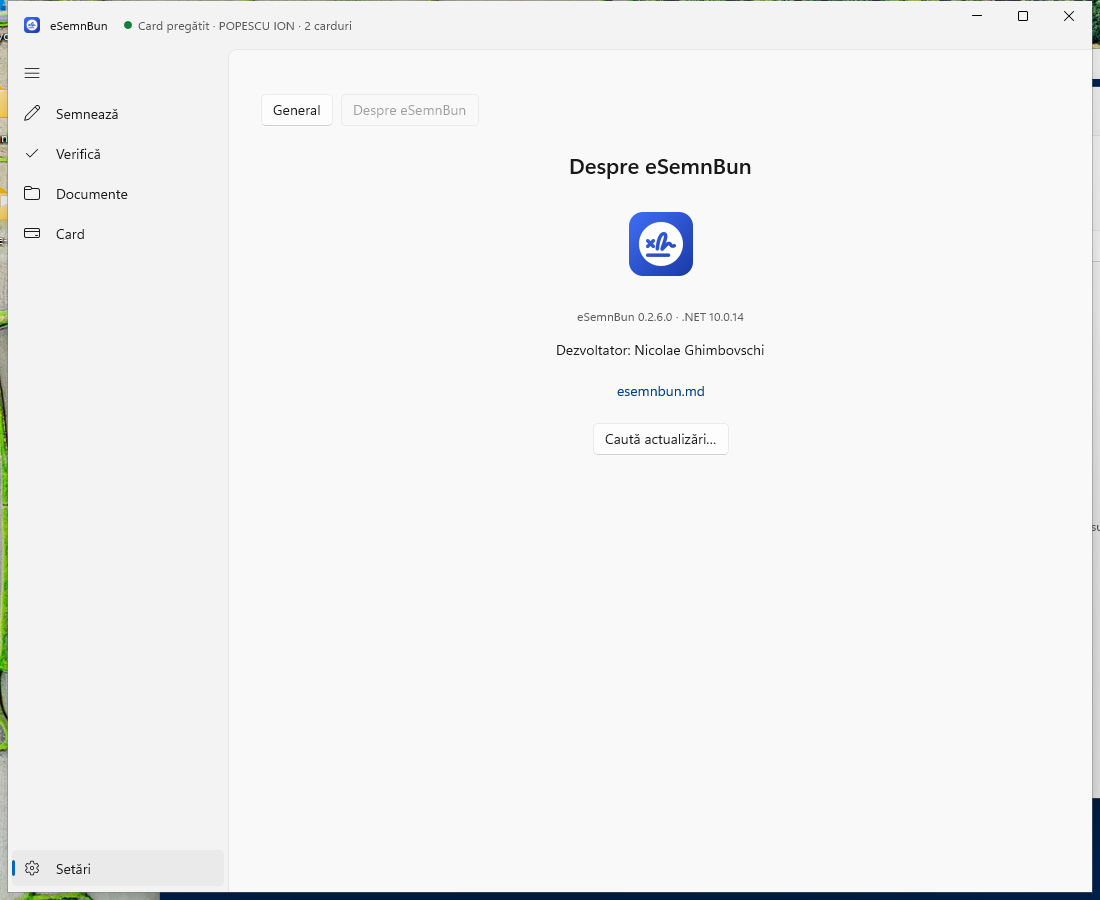 eSemnBun
Card pregătit · POPESCU ION · 2 carduri
Semnează
Verifică
Documente
Card
Setări
General
Despre eSemnBun
Despre eSemnBun
eSemnBun 0.2.6.0 · .NET 10.0.14
Dezvoltator: Nicolae Ghimbovschi
esemnbun.md
Caută actualizări...